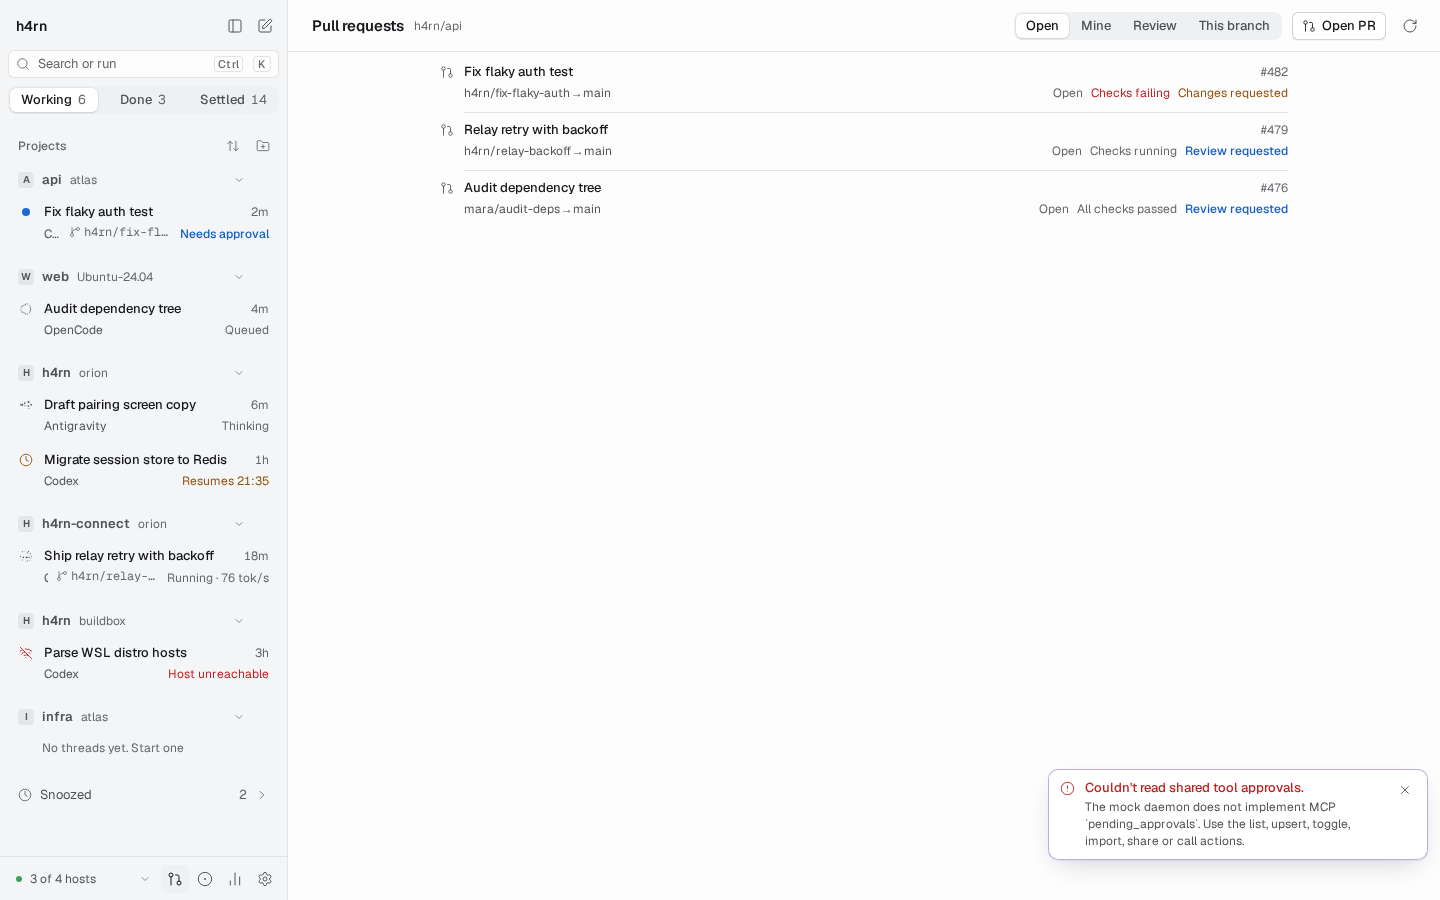 h4rn
Search or run Ctrl K
Working 6 Done 3 Settled 14
Projects
A api atlas
Fix flaky auth test 2m
C... h4rn/fix-fl... Needs approval
W web Ubuntu-24.04
Audit dependency tree 4m
OpenCode Queued
H h4rn orion
Draft pairing screen copy 6m
Antigravity Thinking
Migrate session store to Redis 1h
Codex Resumes 21:35
H h4rn-connect orion
Ship relay retry with backoff 18m
h4rn/relay-... Running · 76 tok/s
H h4rn buildbox
Parse WSL distro hosts 3h
Codex Host unreachable
I infra atlas
No threads yet. Start one
Snoozed 2
3 of 4 hosts
Pull requests h4rn/api
Open Mine Review This branch Open PR
Fix flaky auth test #482
h4rn/fix-flaky-auth→main Open Checks failing Changes requested
Relay retry with backoff #479
h4rn/relay-backoff→main Open Checks running Review requested
Audit dependency tree #476
mara/audit-deps→main Open All checks passed Review requested
Couldn't read shared tool approvals.
The mock daemon does not implement MCP
`pending_approvals`. Use the list, upsert, toggle,
import, share or call actions.